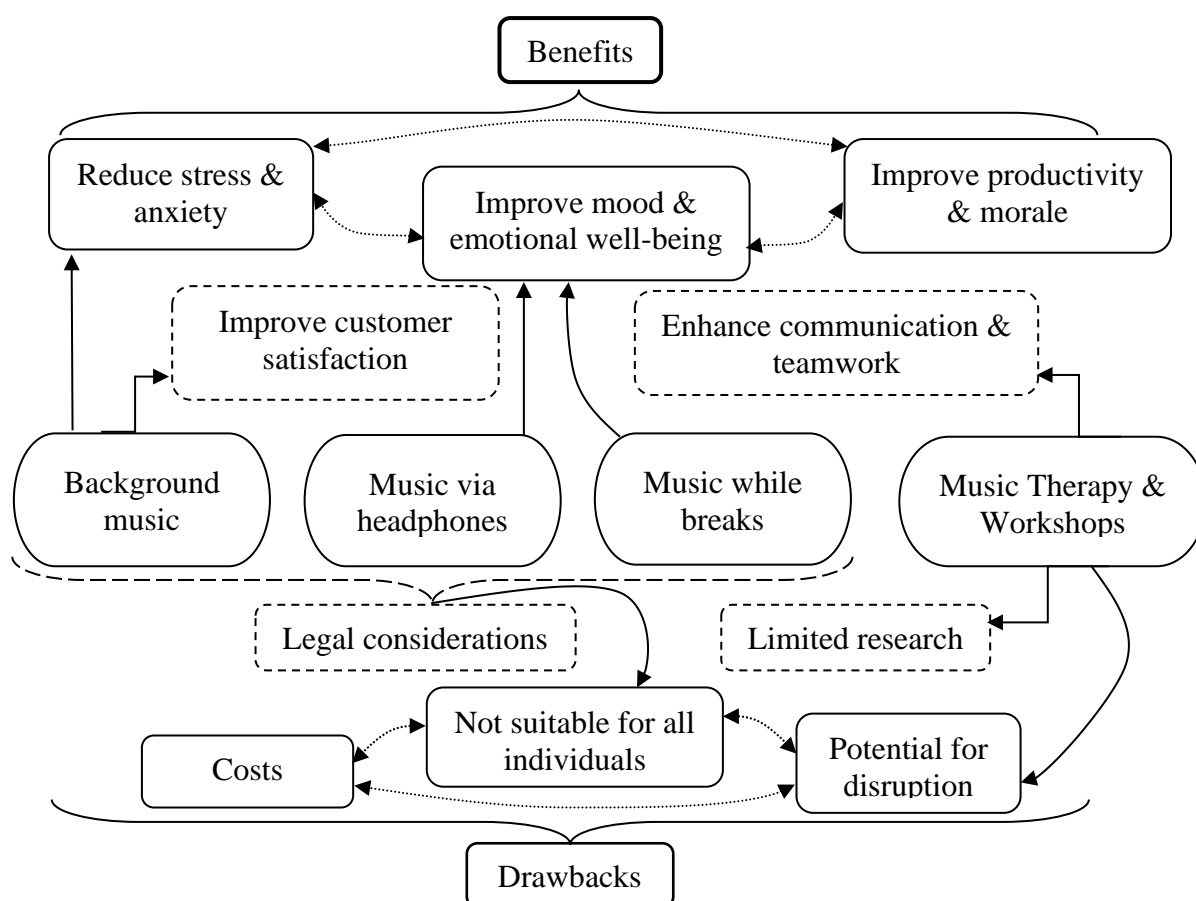 Benefits
Reduce stress &
anxiety
Improve mood &
emotional well-being
Improve productivity
& morale
Improve customer
satisfaction
Enhance communication &
teamwork
Background
music
Music via
headphones
Music while
breaks
Music Therapy &
Workshops
Legal considerations
Limited research
Not suitable for all
individuals
Costs
Potential for
disruption
Drawbacks